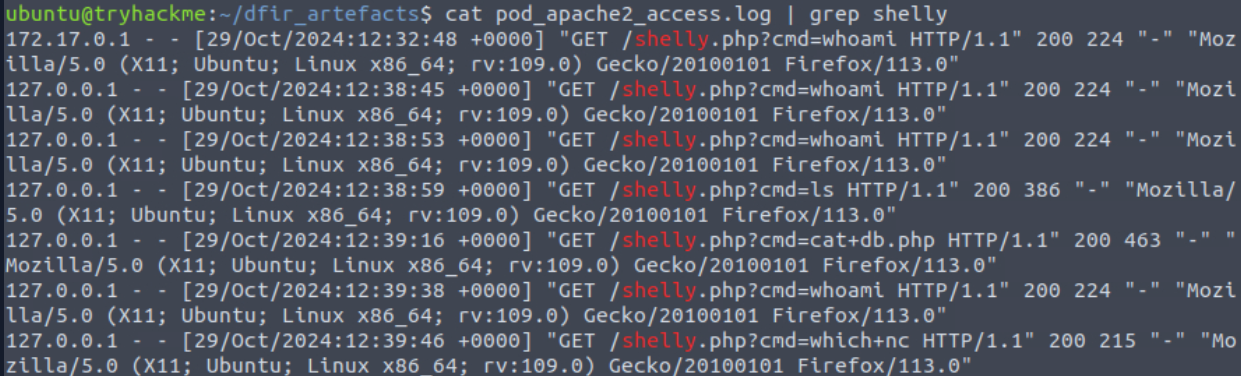 ubuntu@tryhackme:~/dfir_artefacts$ cat pod_apache2_access.log | grep shelly
172.17.0.1 - - [29/Oct/2024:12:32:48 +0000] "GET /shelly.php?cmd=whoami HTTP/1.1" 200 224 "-" "Moz
illa/5.0 (X11; Ubuntu; Linux x86_64; rv:109.0) Gecko/20100101 Firefox/113.0"
127.0.0.1 - - [29/Oct/2024:12:38:45 +0000] "GET /shelly.php?cmd=whoami HTTP/1.1" 200 224 "-" "Mozi
lla/5.0 (X11; Ubuntu; Linux x86_64; rv:109.0) Gecko/20100101 Firefox/113.0"
127.0.0.1 - - [29/Oct/2024:12:38:53 +0000] "GET /shelly.php?cmd=whoami HTTP/1.1" 200 224 "-" "Mozi
lla/5.0 (X11; Ubuntu; Linux x86_64; rv:109.0) Gecko/20100101 Firefox/113.0"
127.0.0.1 - - [29/Oct/2024:12:38:59 +0000] "GET /shelly.php?cmd=ls HTTP/1.1" 200 386 "-" "Mozilla/
5.0 (X11; Ubuntu; Linux x86_64; rv:109.0) Gecko/20100101 Firefox/113.0"
127.0.0.1 - - [29/Oct/2024:12:39:16 +0000] "GET /shelly.php?cmd=cat+db.php HTTP/1.1" 200 463 "-" "
Mozilla/5.0 (X11; Ubuntu; Linux x86_64; rv:109.0) Gecko/20100101 Firefox/113.0"
127.0.0.1 - - [29/Oct/2024:12:39:38 +0000] "GET /shelly.php?cmd=whoami HTTP/1.1" 200 224 "-" "Mozi
lla/5.0 (X11; Ubuntu; Linux x86_64; rv:109.0) Gecko/20100101 Firefox/113.0"
127.0.0.1 - - [29/Oct/2024:12:39:46 +0000] "GET /shelly.php?cmd=which+nc HTTP/1.1" 200 215 "-" "Mo
zilla/5.0 (X11; Ubuntu; Linux x86_64; rv:109.0) Gecko/20100101 Firefox/113.0"